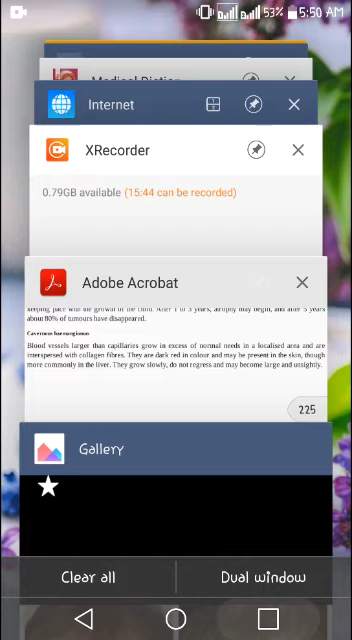 53% 5:50 AM
Medical Diction
Internet
XRecorder
0.79GB available (15:44 can be recorded)
Adobe Acrobat
keeping pace with the growth of the child. After 1 to 3 years, atrophy may begin, and after 5 years
about 80% of tumours have disappeared.
Cavernous haemangiomas
Blood vessels larger than capillaries grow in excess of normal needs in a localised area and are
interspersed with collagen fibres. They are dark red in colour and may be present in the skin, though
more commonly in the liver. They grow slowly, do not regress and may become large and unsightly.
225
Gallery
Clear all Dual window